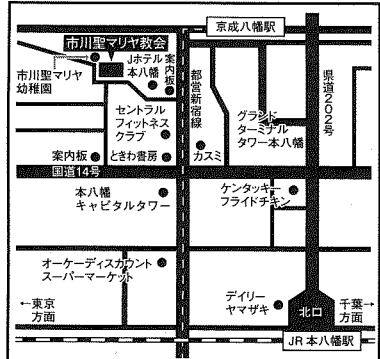 京成八幡駅
市川聖マリヤ教会
市川聖マリヤ
幼稚園
Jホテル
本八幡
案内板
都営新宿線
県道202号
セントラル
フィットネス
クラブ
グランド
ターミナル
タワー本八幡
案内板
ときわ書房
カスミ
国道14号
本八幡
キャピタルタワー
ケンタッキー
フライドチキン
オーケーディスカウント
スーパーマーケット
←東京
方面
デイリー
ヤマザキ
北口
千葉→
方面
JR 本八幡駅